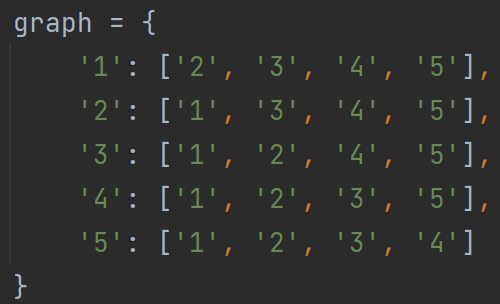 graph = {
    '1': ['2', '3', '4', '5'],
    '2': ['1', '3', '4', '5'],
    '3': ['1', '2', '4', '5'],
    '4': ['1', '2', '3', '5'],
    '5': ['1', '2', '3', '4']
}